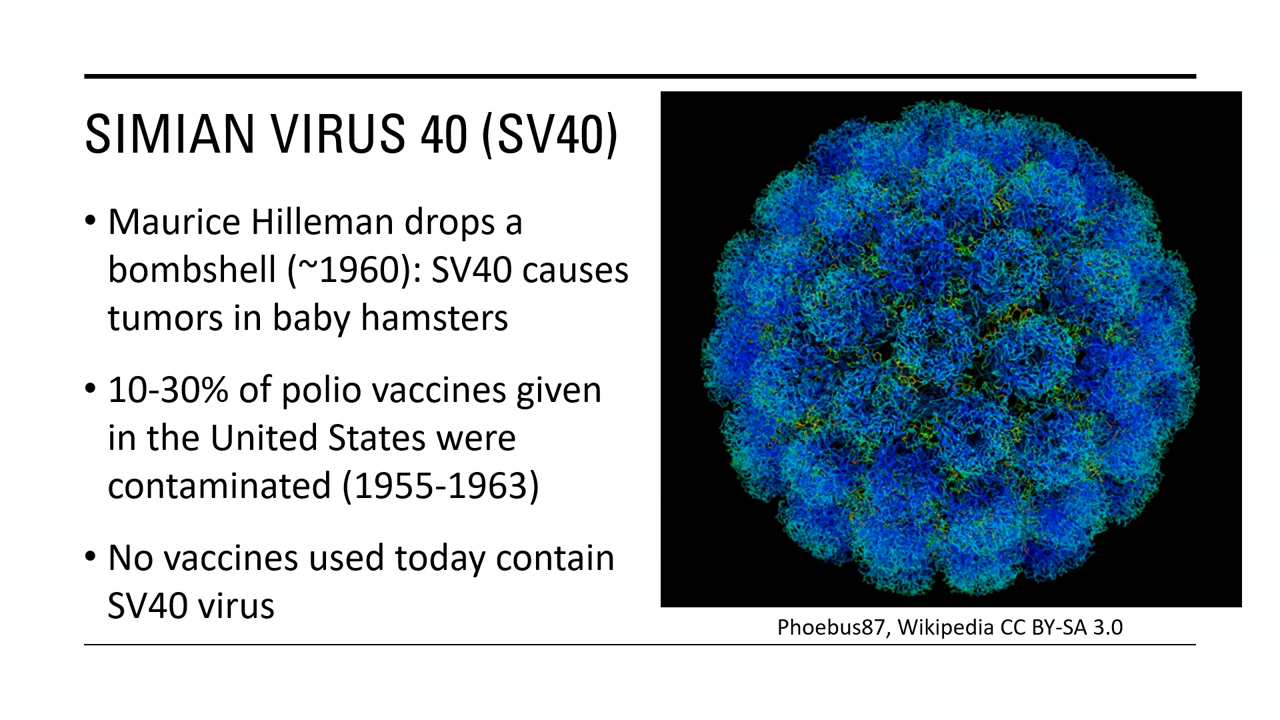 SIMIAN VIRUS 40 (SV40)
• Maurice Hilleman drops a
bombshell (~1960): SV40 causes
tumors in baby hamsters
• 10-30% of polio vaccines given
in the United States were
contaminated (1955-1963)
• No vaccines used today contain
SV40 virus
Phoebus87, Wikipedia CC BY-SA 3.0